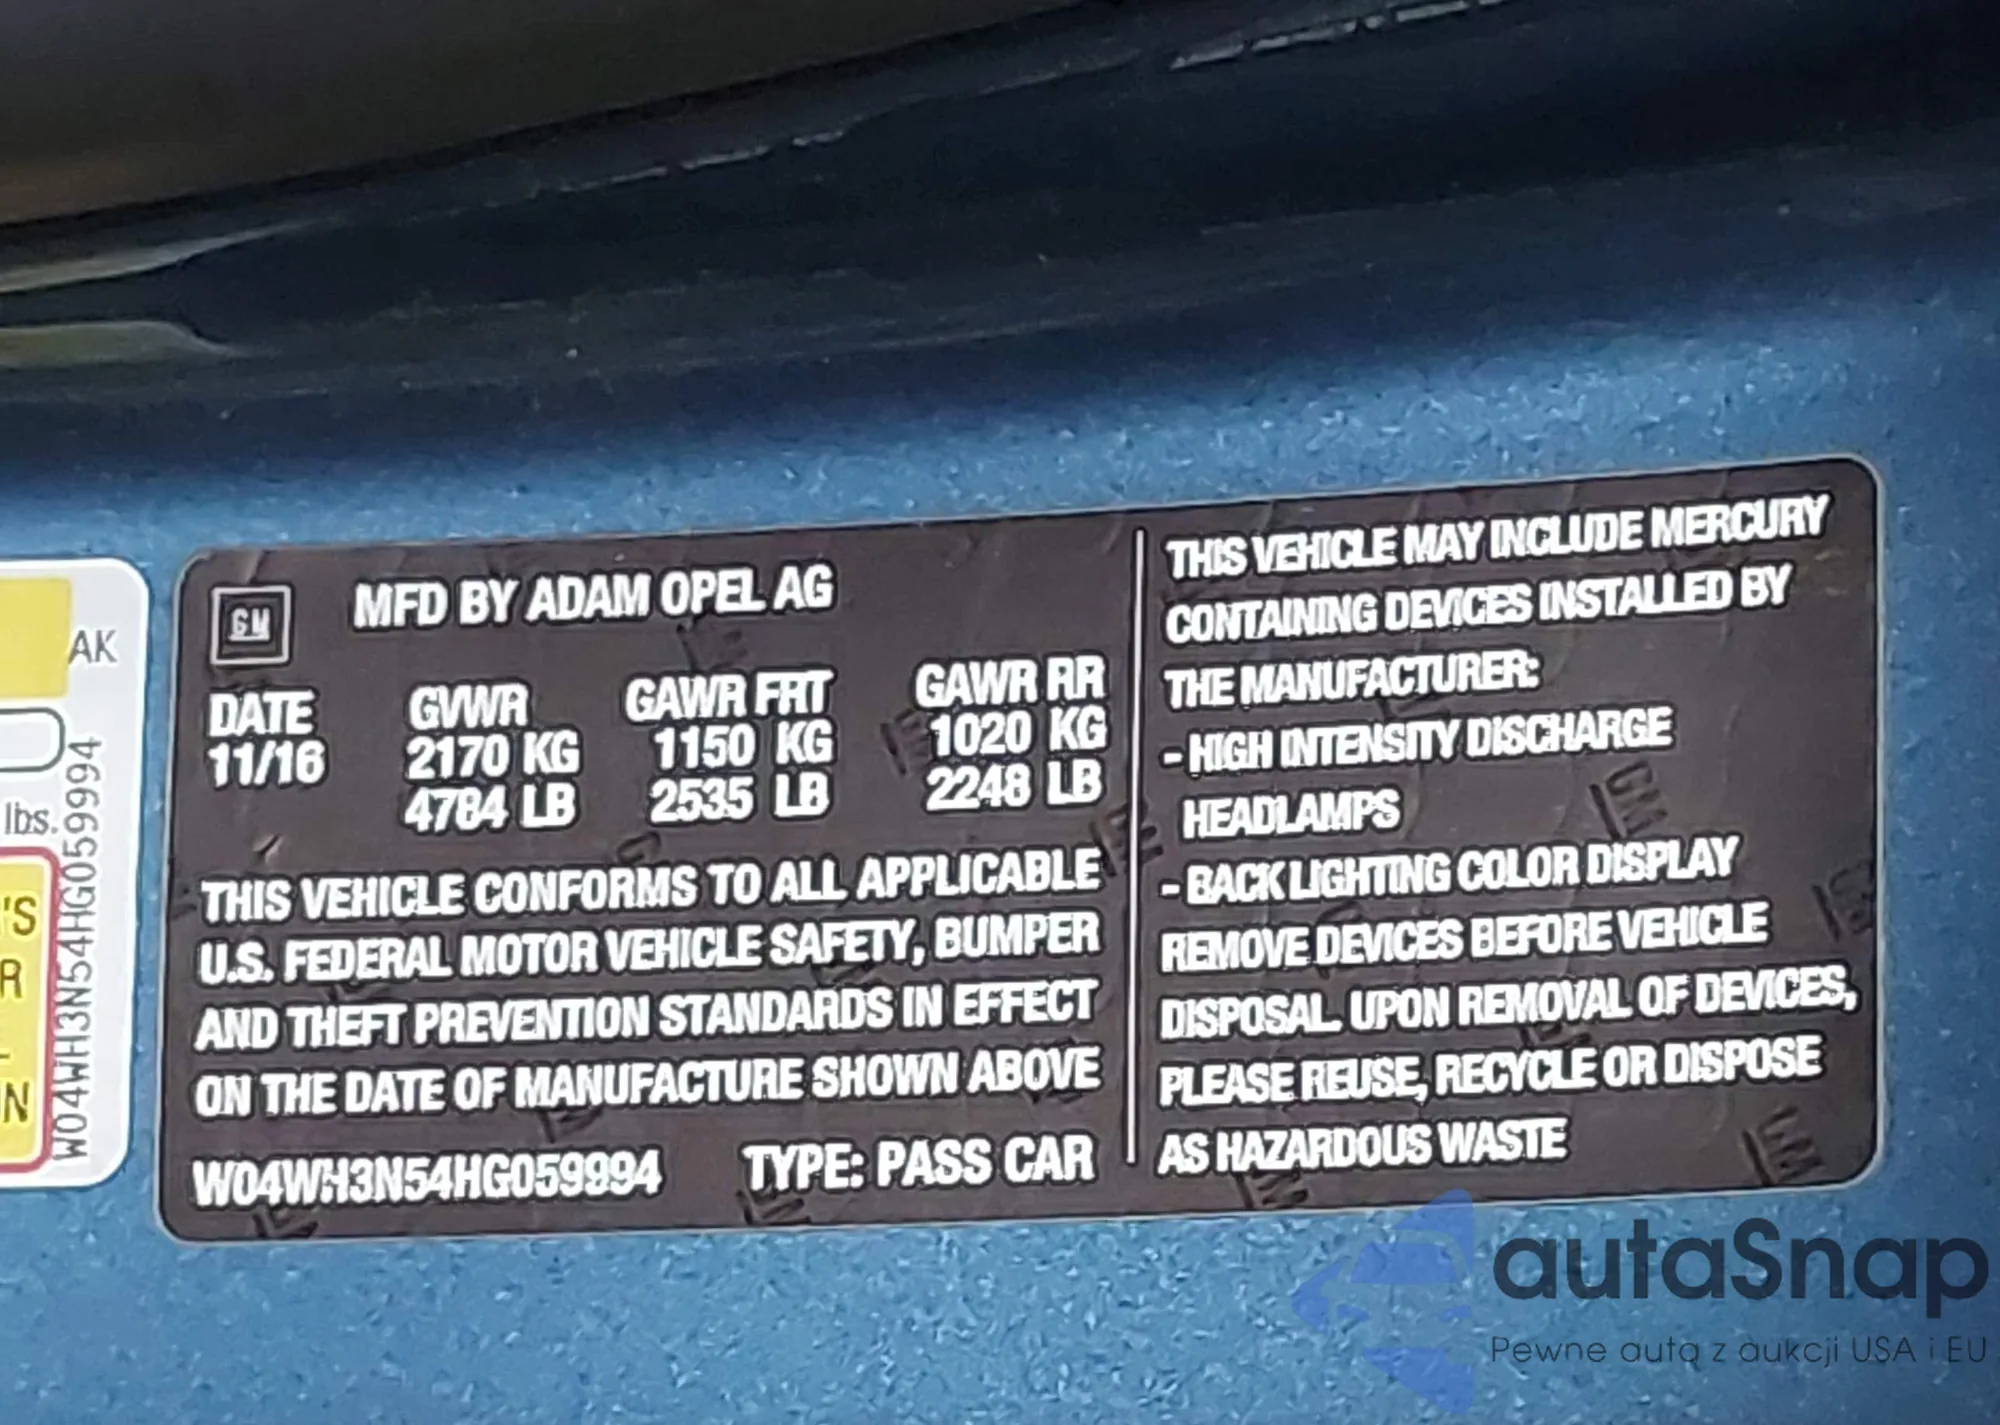 AK
lbs.
'S
R
IN
W04WH3N54HG059994
GM
MFD BY ADAM OPEL AG
DATE GVWR GAWR FRT GAWR RR
11/16 2170 KG 1150 KG 1020 KG
4784 LB 2535 LB 2248 LB
THIS VEHICLE CONFORMS TO ALL APPLICABLE
U.S. FEDERAL MOTOR VEHICLE SAFETY, BUMPER
AND THEFT PREVENTION STANDARDS IN EFFECT
ON THE DATE OF MANUFACTURE SHOWN ABOVE
W04WH3N54HG059994 TYPE: PASS CAR
THIS VEHICLE MAY INCLUDE MERCURY
CONTAINING DEVICES INSTALLED BY
THE MANUFACTURER:
- HIGH INTENSITY DISCHARGE
HEADLAMPS
- BACK LIGHTING COLOR DISPLAY
REMOVE DEVICES BEFORE VEHICLE
DISPOSAL. UPON REMOVAL OF DEVICES,
PLEASE REUSE, RECYCLE OR DISPOSE
AS HAZARDOUS WASTE
autaSnap
Pewne auta z aukcji USA i EU